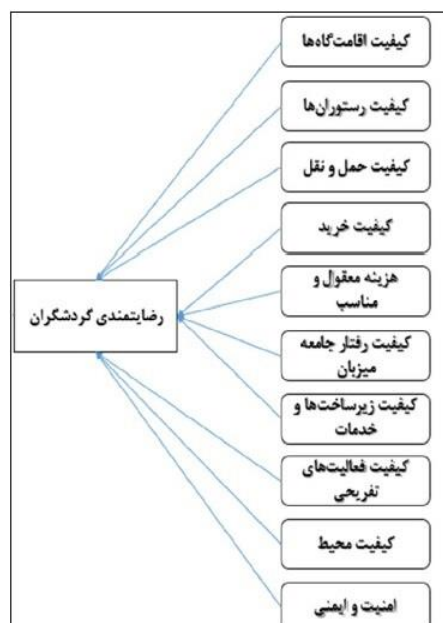 کیفیت اقامت‌گاه‌ها
کیفیت رستوران‌ها
کیفیت حمل و نقل
کیفیت خرید
هزینه معقول و
مناسب
رضایتمندی گردشگران
کیفیت رفتار جامعه
میزبان
کیفیت زیرساخت‌ها و
خدمات
کیفیت فعالیت‌های
تفریحی
کیفیت محیط
امنیت و ایمنی